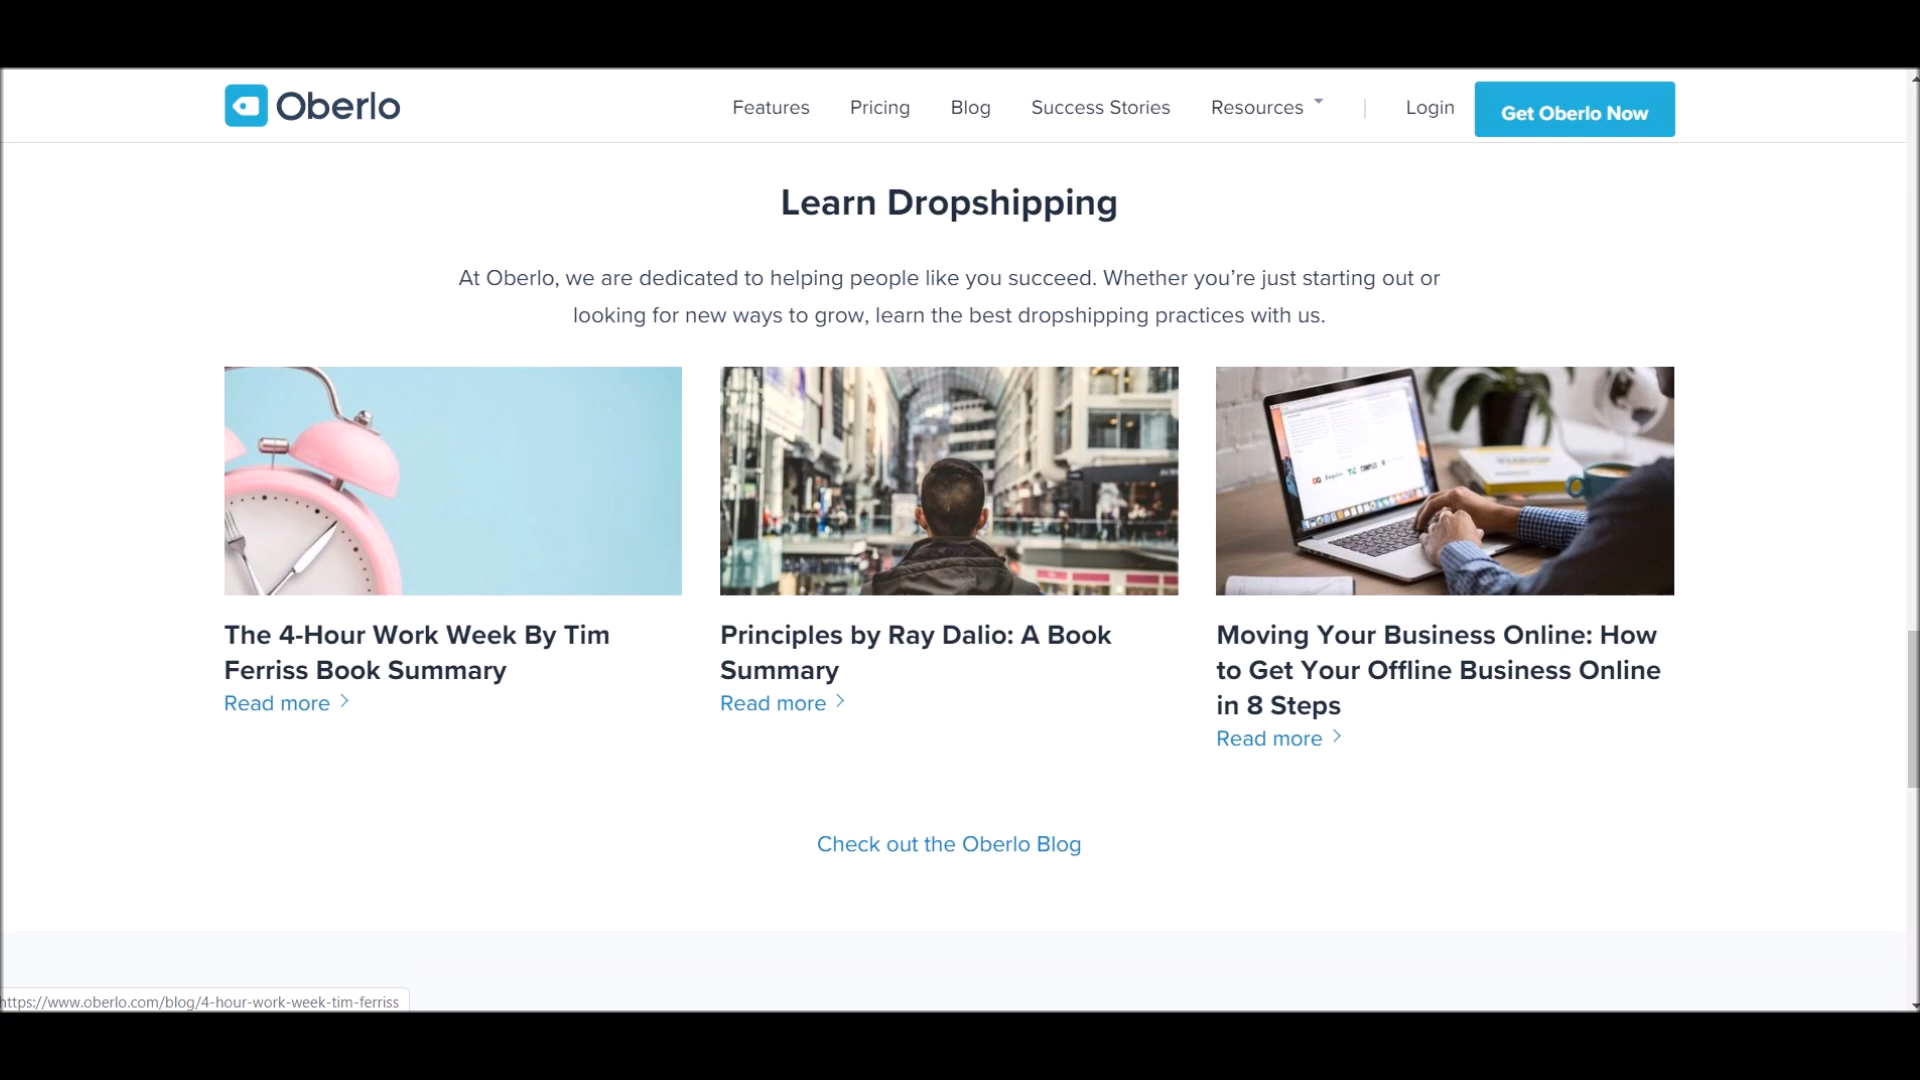 Oberlo
Features
Pricing
Blog
Success Stories
Resources
Login
Get Oberlo Now
Learn Dropshipping
At Oberlo, we are dedicated to helping people like you succeed. Whether you’re just starting out or
looking for new ways to grow, learn the best dropshipping practices with us.
The 4-Hour Work Week By Tim
Ferriss Book Summary
Read more
Principles by Ray Dalio: A Book
Summary
Read more
Moving Your Business Online: How
to Get Your Offline Business Online
in 8 Steps
Read more
Check out the Oberlo Blog
https://www.oberlo.com/blog/4-hour-work-week-tim-ferriss